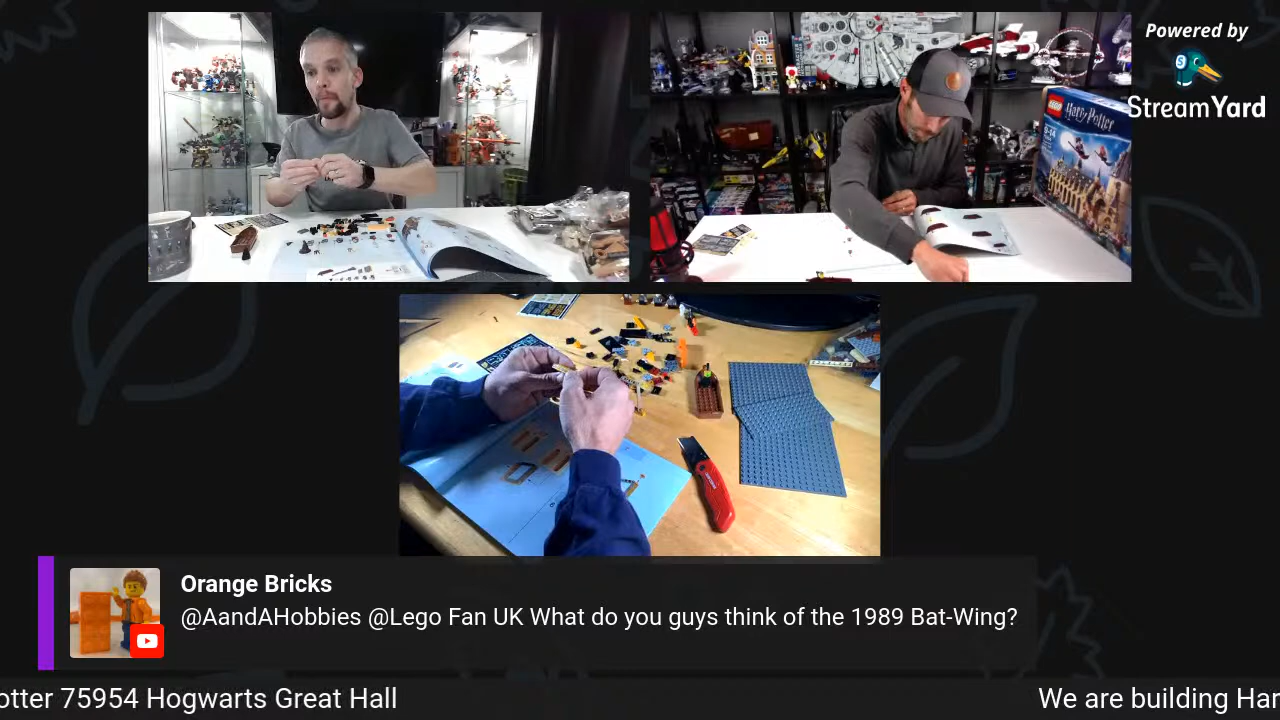 Powered by
StreamYard
LEGO
Harry Potter
Orange Bricks
@AandAHobbies @Lego Fan UK What do you guys think of the 1989 Bat-Wing?
otter 75954 Hogwarts Great Hall
We are building Har